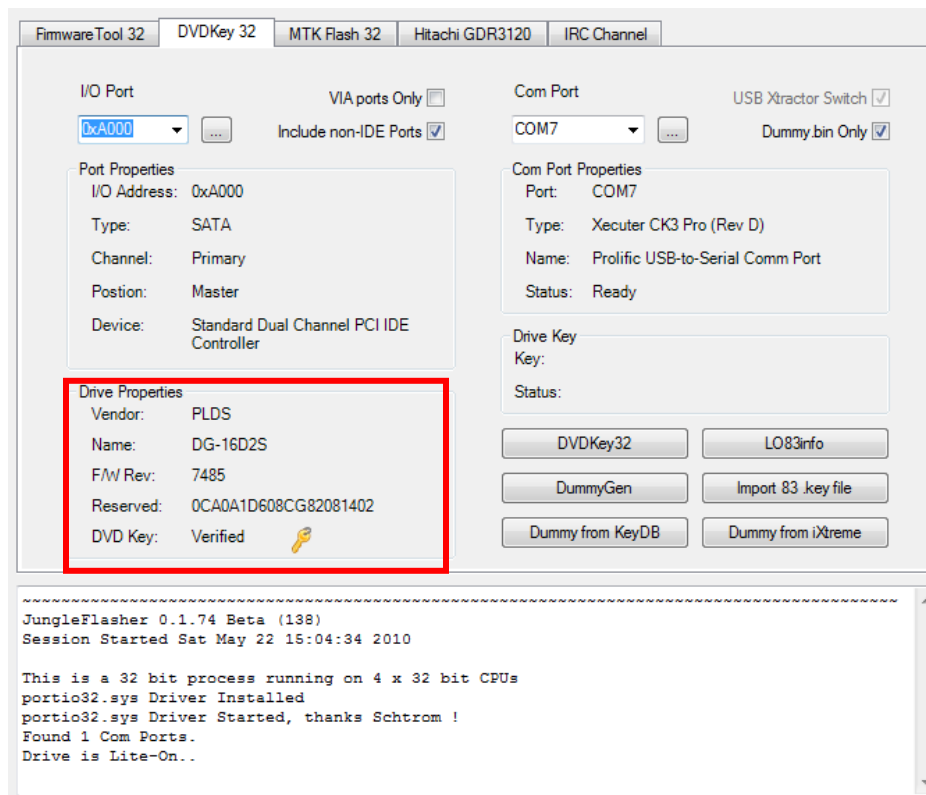 FirmwareTool 32 DVDKey 32 MTK Flash 32 Hitachi GDR3120 IRC Channel
I/O Port
VIA ports Only
0xA000
...
Include non-IDE Ports
Port Properties
I/O Address: 0xA000
Type: SATA
Channel: Primary
Postion: Master
Device: Standard Dual Channel PCI IDE
Controller
Drive Properties
Vendor: PLDS
Name: DG-16D2S
F/W Rev: 7485
Reserved: 0CA0A1D608CG82081402
DVD Key: Verified
Com Port
USB Xtractor Switch
COM7
...
Dummy.bin Only
Com Port Properties
Port: COM7
Type: Xecuter CK3 Pro (Rev D)
Name: Prolific USB-to-Serial Comm Port
Status: Ready
Drive Key
Key:
Status:
DVDKey32 LO83info
DummyGen Import 83 .key file
Dummy from KeyDB Dummy from iXtreme
JungleFlasher 0.1.74 Beta (138)
Session Started Sat May 22 15:04:34 2010
This is a 32 bit process running on 4 x 32 bit CPUs
portio32.sys Driver Installed
portio32.sys Driver Started, thanks Schtrom !
Found 1 Com Ports.
Drive is Lite-On..